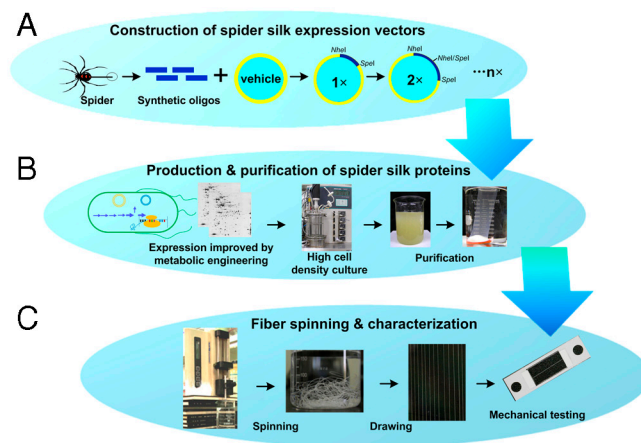 A
Construction of spider silk expression vectors
NheI
SpeI
NheI
NheI/SpeI
SpeI
vehicle
1×
2×
...n×
Spider
Synthetic oligos
B
Production & purification of spider silk proteins
Expression improved by
metabolic engineering
High cell
density culture
Purification
C
Fiber spinning & characterization
Spinning
Drawing
Mechanical testing